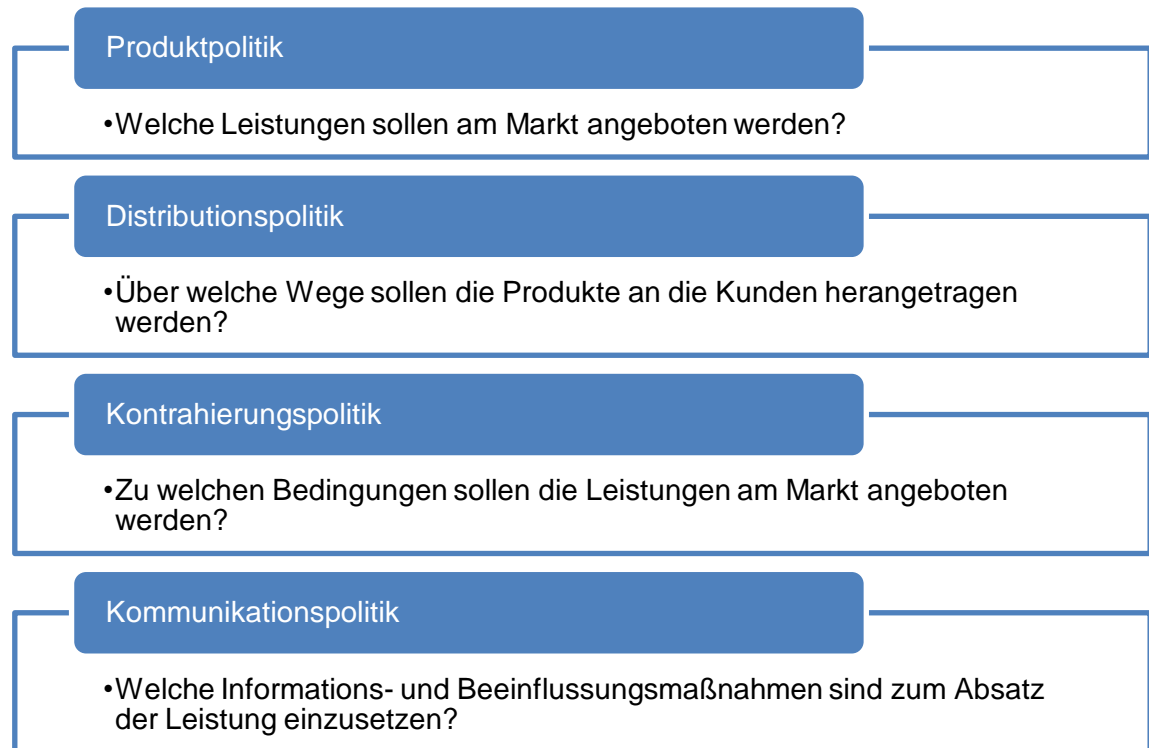 Produktpolitik
•Welche Leistungen sollen am Markt angeboten werden?
Distributionspolitik
•Über welche Wege sollen die Produkte an die Kunden herangetragen
werden?
Kontrahierungspolitik
•Zu welchen Bedingungen sollen die Leistungen am Markt angeboten
werden?
Kommunikationspolitik
•Welche Informations- und Beeinflussungsmaßnahmen sind zum Absatz
der Leistung einzusetzen?